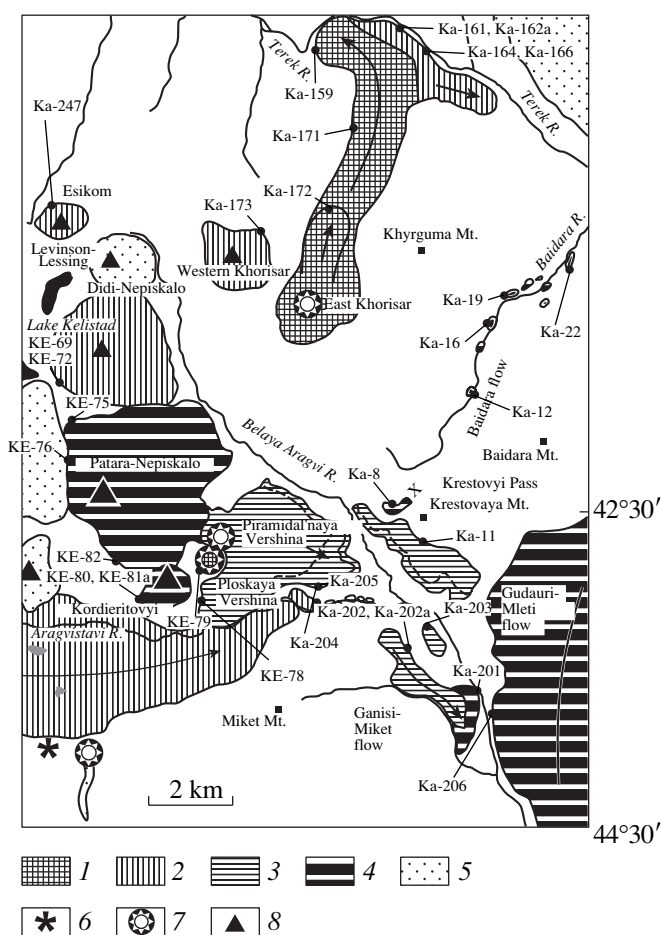 Ka-161, Ka-162a
Ka-164, Ka-166
Terek R.
Ka-159
Terek R.
Ka-247
Ka-171
Esikom
Ka-172
Ka-173
Levinson-
Lessing
Khyrguma Mt.
Baidara R.
Western Khorisar
Didi-Nepiskalo
East Khorisar
Ka-19
Lake Kelistad
Ka-22
KE-69
KE-72
Ka-16
KE-75
Baidara flow
Ka-12
KE-76
Belaya Aragvi R.
Baidara Mt.
Patara-Nepiskalo
Ka-8
X
Krestovyi Pass
Krestovaya Mt.
42°30′
Piramidal'naya
Vershina
Ka-11
KE-82
KE-80, KE-81a
Ploskaya
Vershina
Ka-205
Gudauri-
Mleti
flow
Kordieritovyi
Ka-202, Ka-202a
Ka-203
Aragvistavi R.
KE-79
Ka-204
KE-78
Ka-201
Miket Mt.
Ganisi-
Miket
flow
Ka-206
2 km
44°30′
1
2
3
4
5
6
7
8